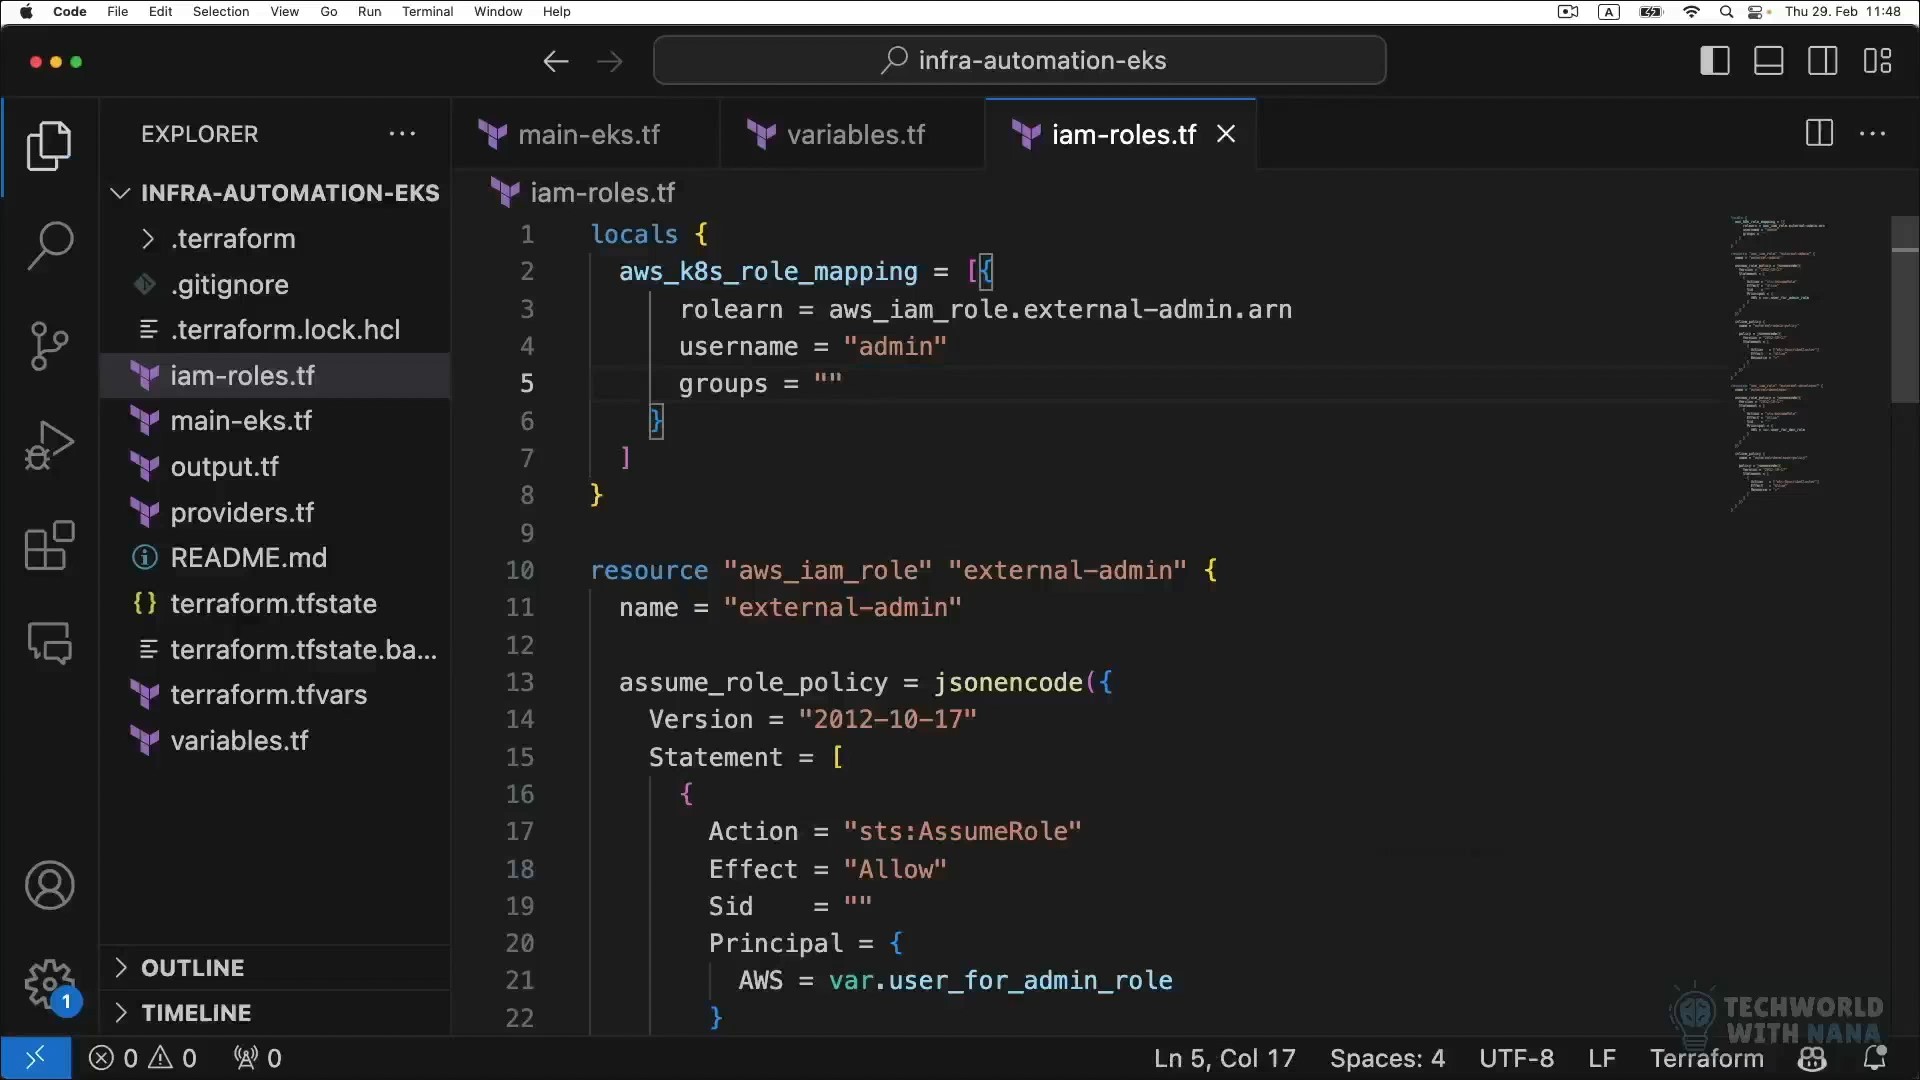 Code File Edit Selection View Go Run Terminal Window Help A Thu 29. Feb 11:48
infra-automation-eks
EXPLORER
INFRA-AUTOMATION-EKS
.terraform
.gitignore
.terraform.lock.hcl
iam-roles.tf
main-eks.tf
output.tf
providers.tf
README.md
terraform.tfstate
terraform.tfstate.ba...
terraform.tfvars
variables.tf
OUTLINE
TIMELINE
1
main-eks.tf variables.tf iam-roles.tf
iam-roles.tf
1 locals {
2 aws_k8s_role_mapping = [{
3 rolearn = aws_iam_role.external-admin.arn
4 username = "admin"
5 groups = ""
6 }
7 ]
8 }
9
10 resource "aws_iam_role" "external-admin" {
11 name = "external-admin"
12
13 assume_role_policy = jsonencode({
14 Version = "2012-10-17"
15 Statement = [
16 {
17 Action = "sts:AssumeRole"
18 Effect = "Allow"
19 Sid = ""
20 Principal = {
21 AWS = var.user_for_admin_role
22 }
TECHWORLD
WITH NANA
0 0 0 Ln 5, Col 17 Spaces: 4 UTF-8 LF Terraform